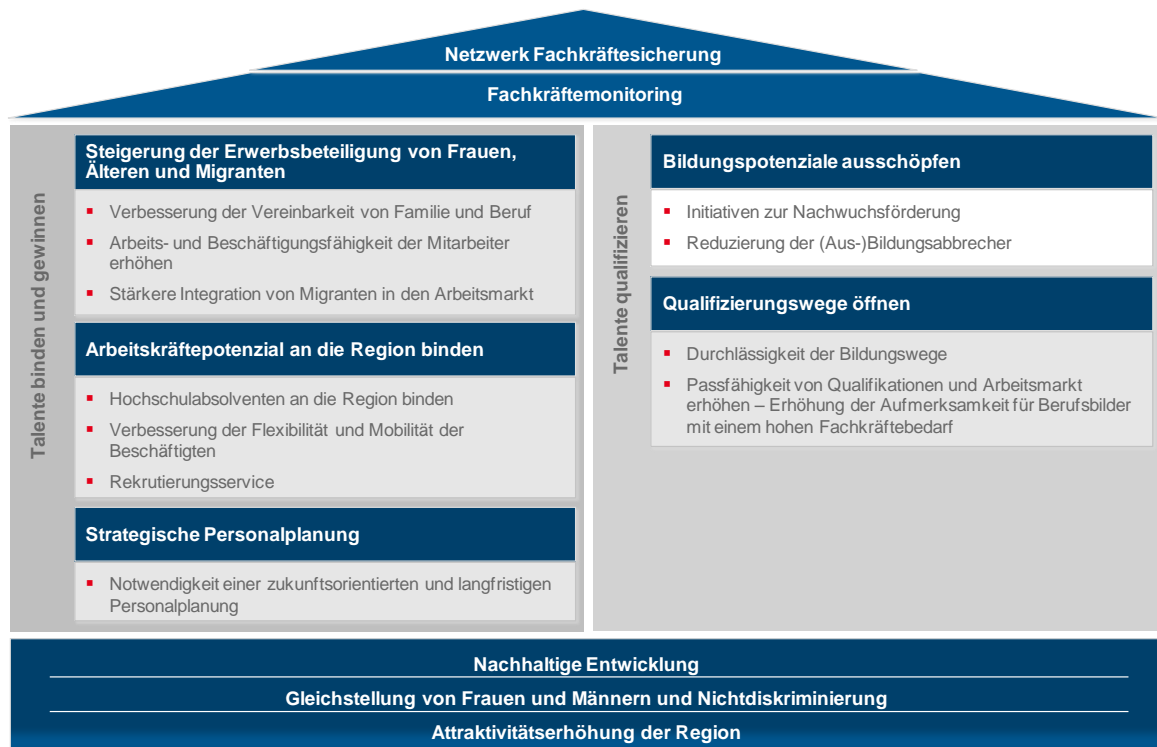 Netzwerk Fachkräftesicherung
Fachkräftemonitoring
Talente binden und gewinnen
Steigerung der Erwerbsbeteiligung von Frauen,
Älteren und Migranten
Verbesserung der Vereinbarkeit von Familie und Beruf
Arbeits- und Beschäftigungsfähigkeit der Mitarbeiter
erhöhen
Stärkere Integration von Migranten in den Arbeitsmarkt
Arbeitskräftepotenzial an die Region binden
Hochschulabsolventen an die Region binden
Verbesserung der Flexibilität und Mobilität der
Beschäftigten
Rekrutierungsservice
Strategische Personalplanung
Notwendigkeit einer zukunftsorientierten und langfristigen
Personalplanung
Talente qualifizieren
Bildungspotenziale ausschöpfen
Initiativen zur Nachwuchsförderung
Reduzierung der (Aus-)Bildungsabbrecher
Qualifizierungswege öffnen
Durchlässigkeit der Bildungswege
Passfähigkeit von Qualifikationen und Arbeitsmarkt
erhöhen – Erhöhung der Aufmerksamkeit für Berufsbilder
mit einem hohen Fachkräftebedarf
Nachhaltige Entwicklung
Gleichstellung von Frauen und Männern und Nichtdiskriminierung
Attraktivitätserhöhung der Region